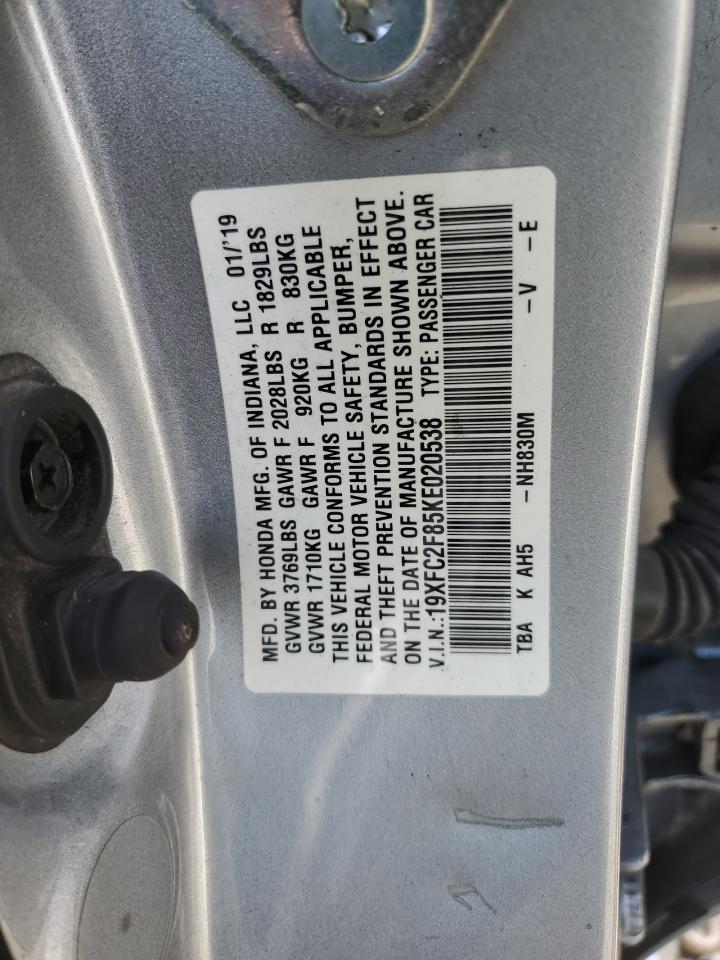 MFD. BY HONDA MFG. OF INDIANA, LLC 01/'19
GVWR 3769LBS GAWR F 2028LBS R 1829LBS
GVWR 1710KG GAWR F 920KG R 830KG
THIS VEHICLE CONFORMS TO ALL APPLICABLE
FEDERAL MOTOR VEHICLE SAFETY, BUMPER,
AND THEFT PREVENTION STANDARDS IN EFFECT
ON THE DATE OF MANUFACTURE SHOWN ABOVE.
V.I.N.:19XFC2F85KE020538 TYPE: PASSENGER CAR
TBA K AH5 -NH830M -V -E